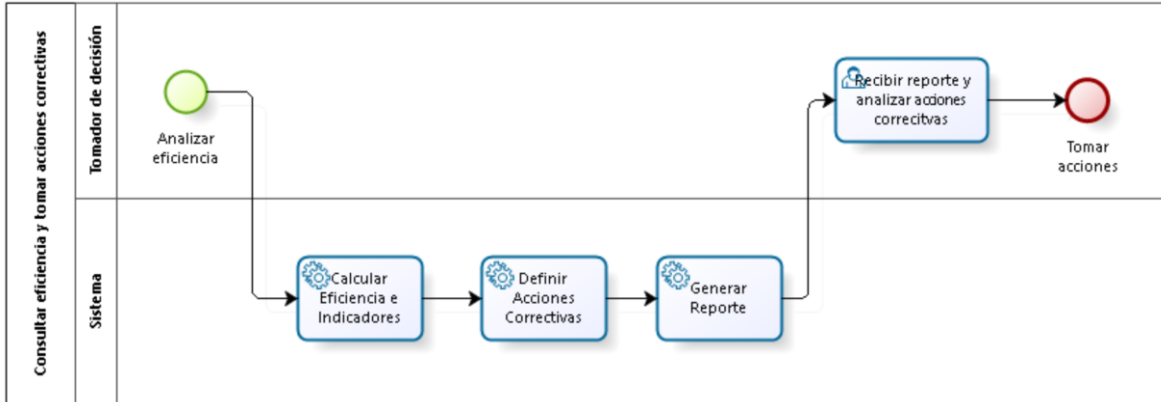 Consultar eficiencia y tomar acciones correctivas
Tomador de decisión
Analizar
eficiencia
Recibir reporte y
analizar acciones
correcitvas
Tomar
acciones
Sistema
Calcular
Eficiencia e
Indicadores
Definir
Acciones
Correctivas
Generar
Reporte